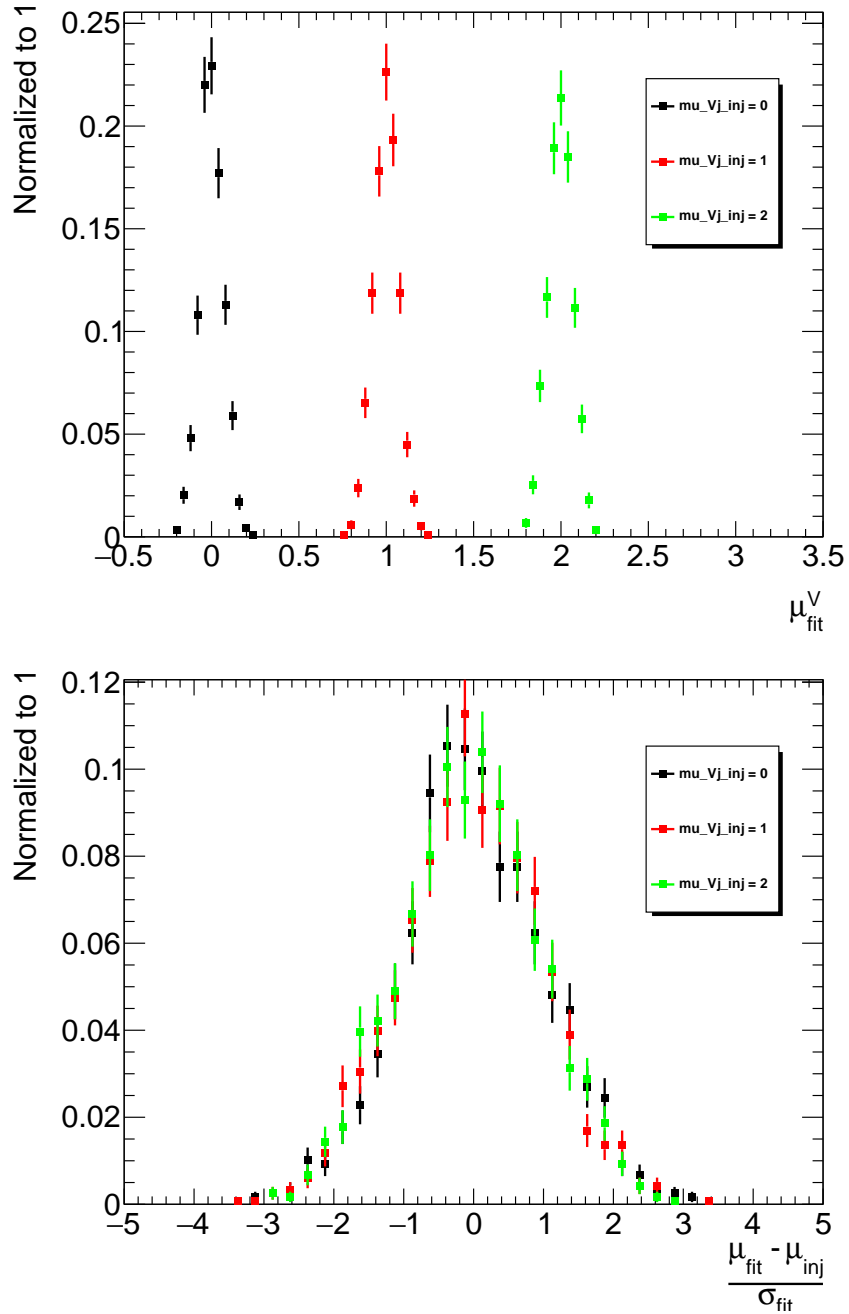 Normalized to 1
0.25
0.2
0.15
0.1
0.05
0
mu_Vj_inj = 0
mu_Vj_inj = 1
mu_Vj_inj = 2
−0.5 0 0.5 1 1.5 2 2.5 3 3.5
μ^V_fit
Normalized to 1
0.12
0.1
0.08
0.06
0.04
0.02
0
mu_Vj_inj = 0
mu_Vj_inj = 1
mu_Vj_inj = 2
−5 −4 −3 −2 −1 0 1 2 3 4 5
μ_fit - μ_inj
σ_fit